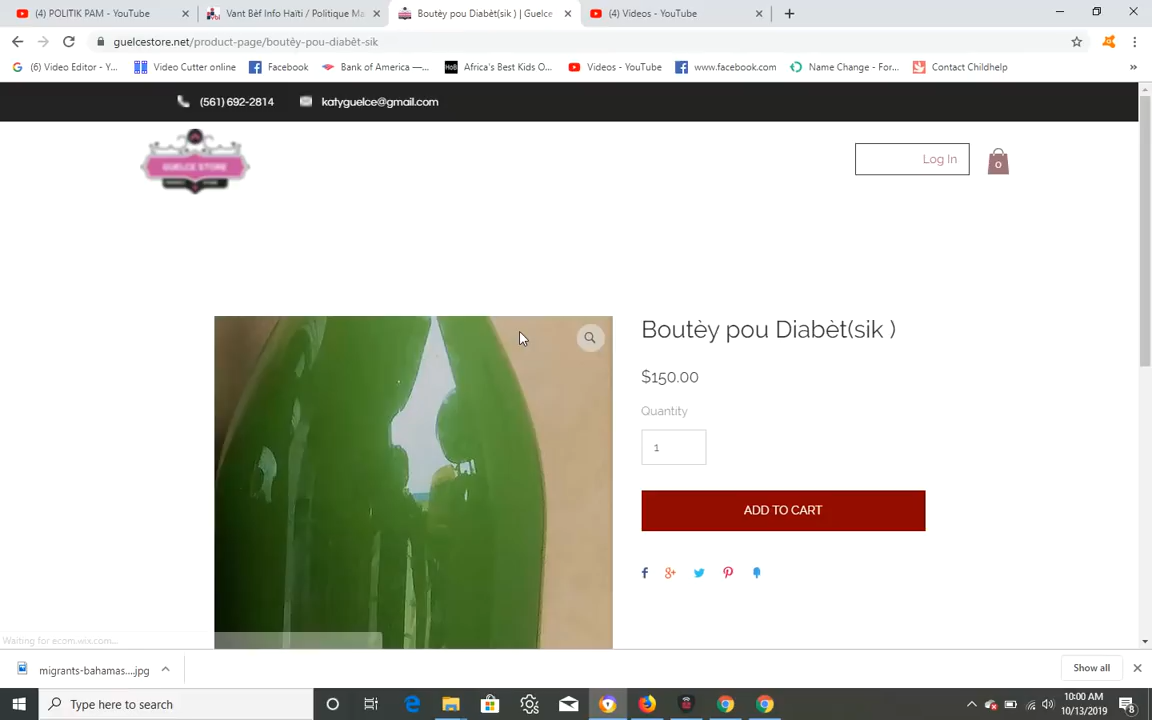 (4) POLITIK PAM - YouTube
Vant Bèf Info Haïti / Politique Ma
Boutèy pou Diabèt(sik ) | Guelce
(4) Videos - YouTube
guelcestore.net/product-page/boutèy-pou-diabèt-sik
(6) Video Editor - Y...
Video Cutter online
Facebook
Bank of America —...
Africa's Best Kids O...
Videos - YouTube
www.facebook.com
Name Change - For...
Contact Childhelp
(561) 692-2814
katyguelce@gmail.com
GUELCE STORE
Log In
0
Boutèy pou Diabèt(sik )
$150.00
Quantity
1
ADD TO CART
Waiting for ecom.wix.com...
migrants-bahamas....jpg
Show all
Type here to search
10:00 AM
10/13/2019
8